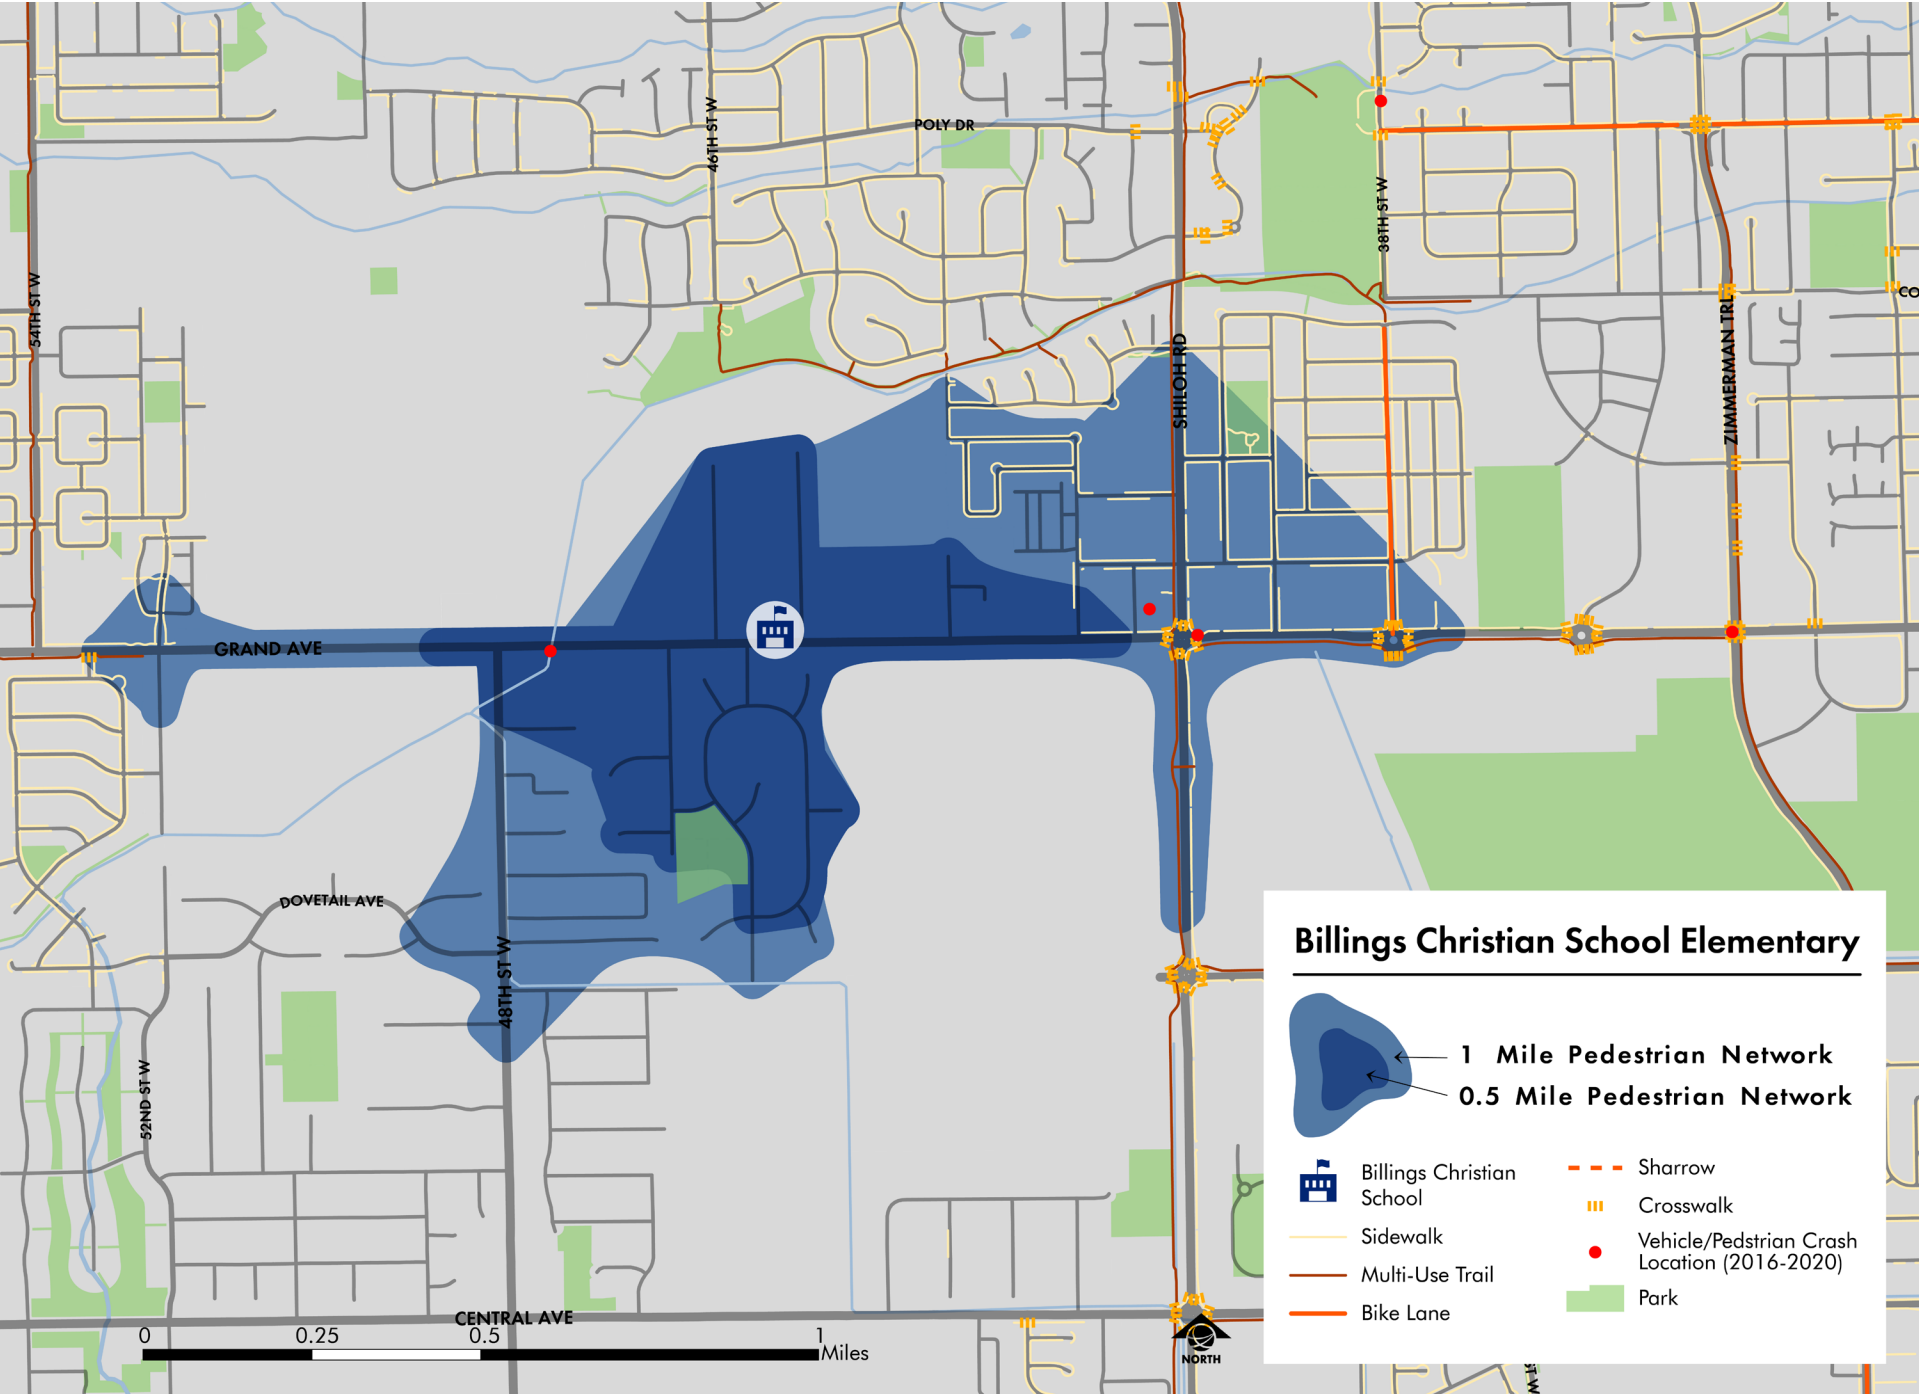 POLY DR
46TH ST W
38TH ST W
54TH ST W
CO
ZIMMERMAN TRL
SHILOH RD
GRAND AVE
DOVETAIL AVE
48TH ST W
52ND ST W
CENTRAL AVE
0
0.25
0.5
1
Miles
NORTH
ST W
Billings Christian School Elementary
1 Mile Pedestrian Network
0.5 Mile Pedestrian Network
Billings Christian
School
Sidewalk
Multi-Use Trail
Bike Lane
Sharrow
Crosswalk
Vehicle/Pedstrian Crash
Location (2016-2020)
Park